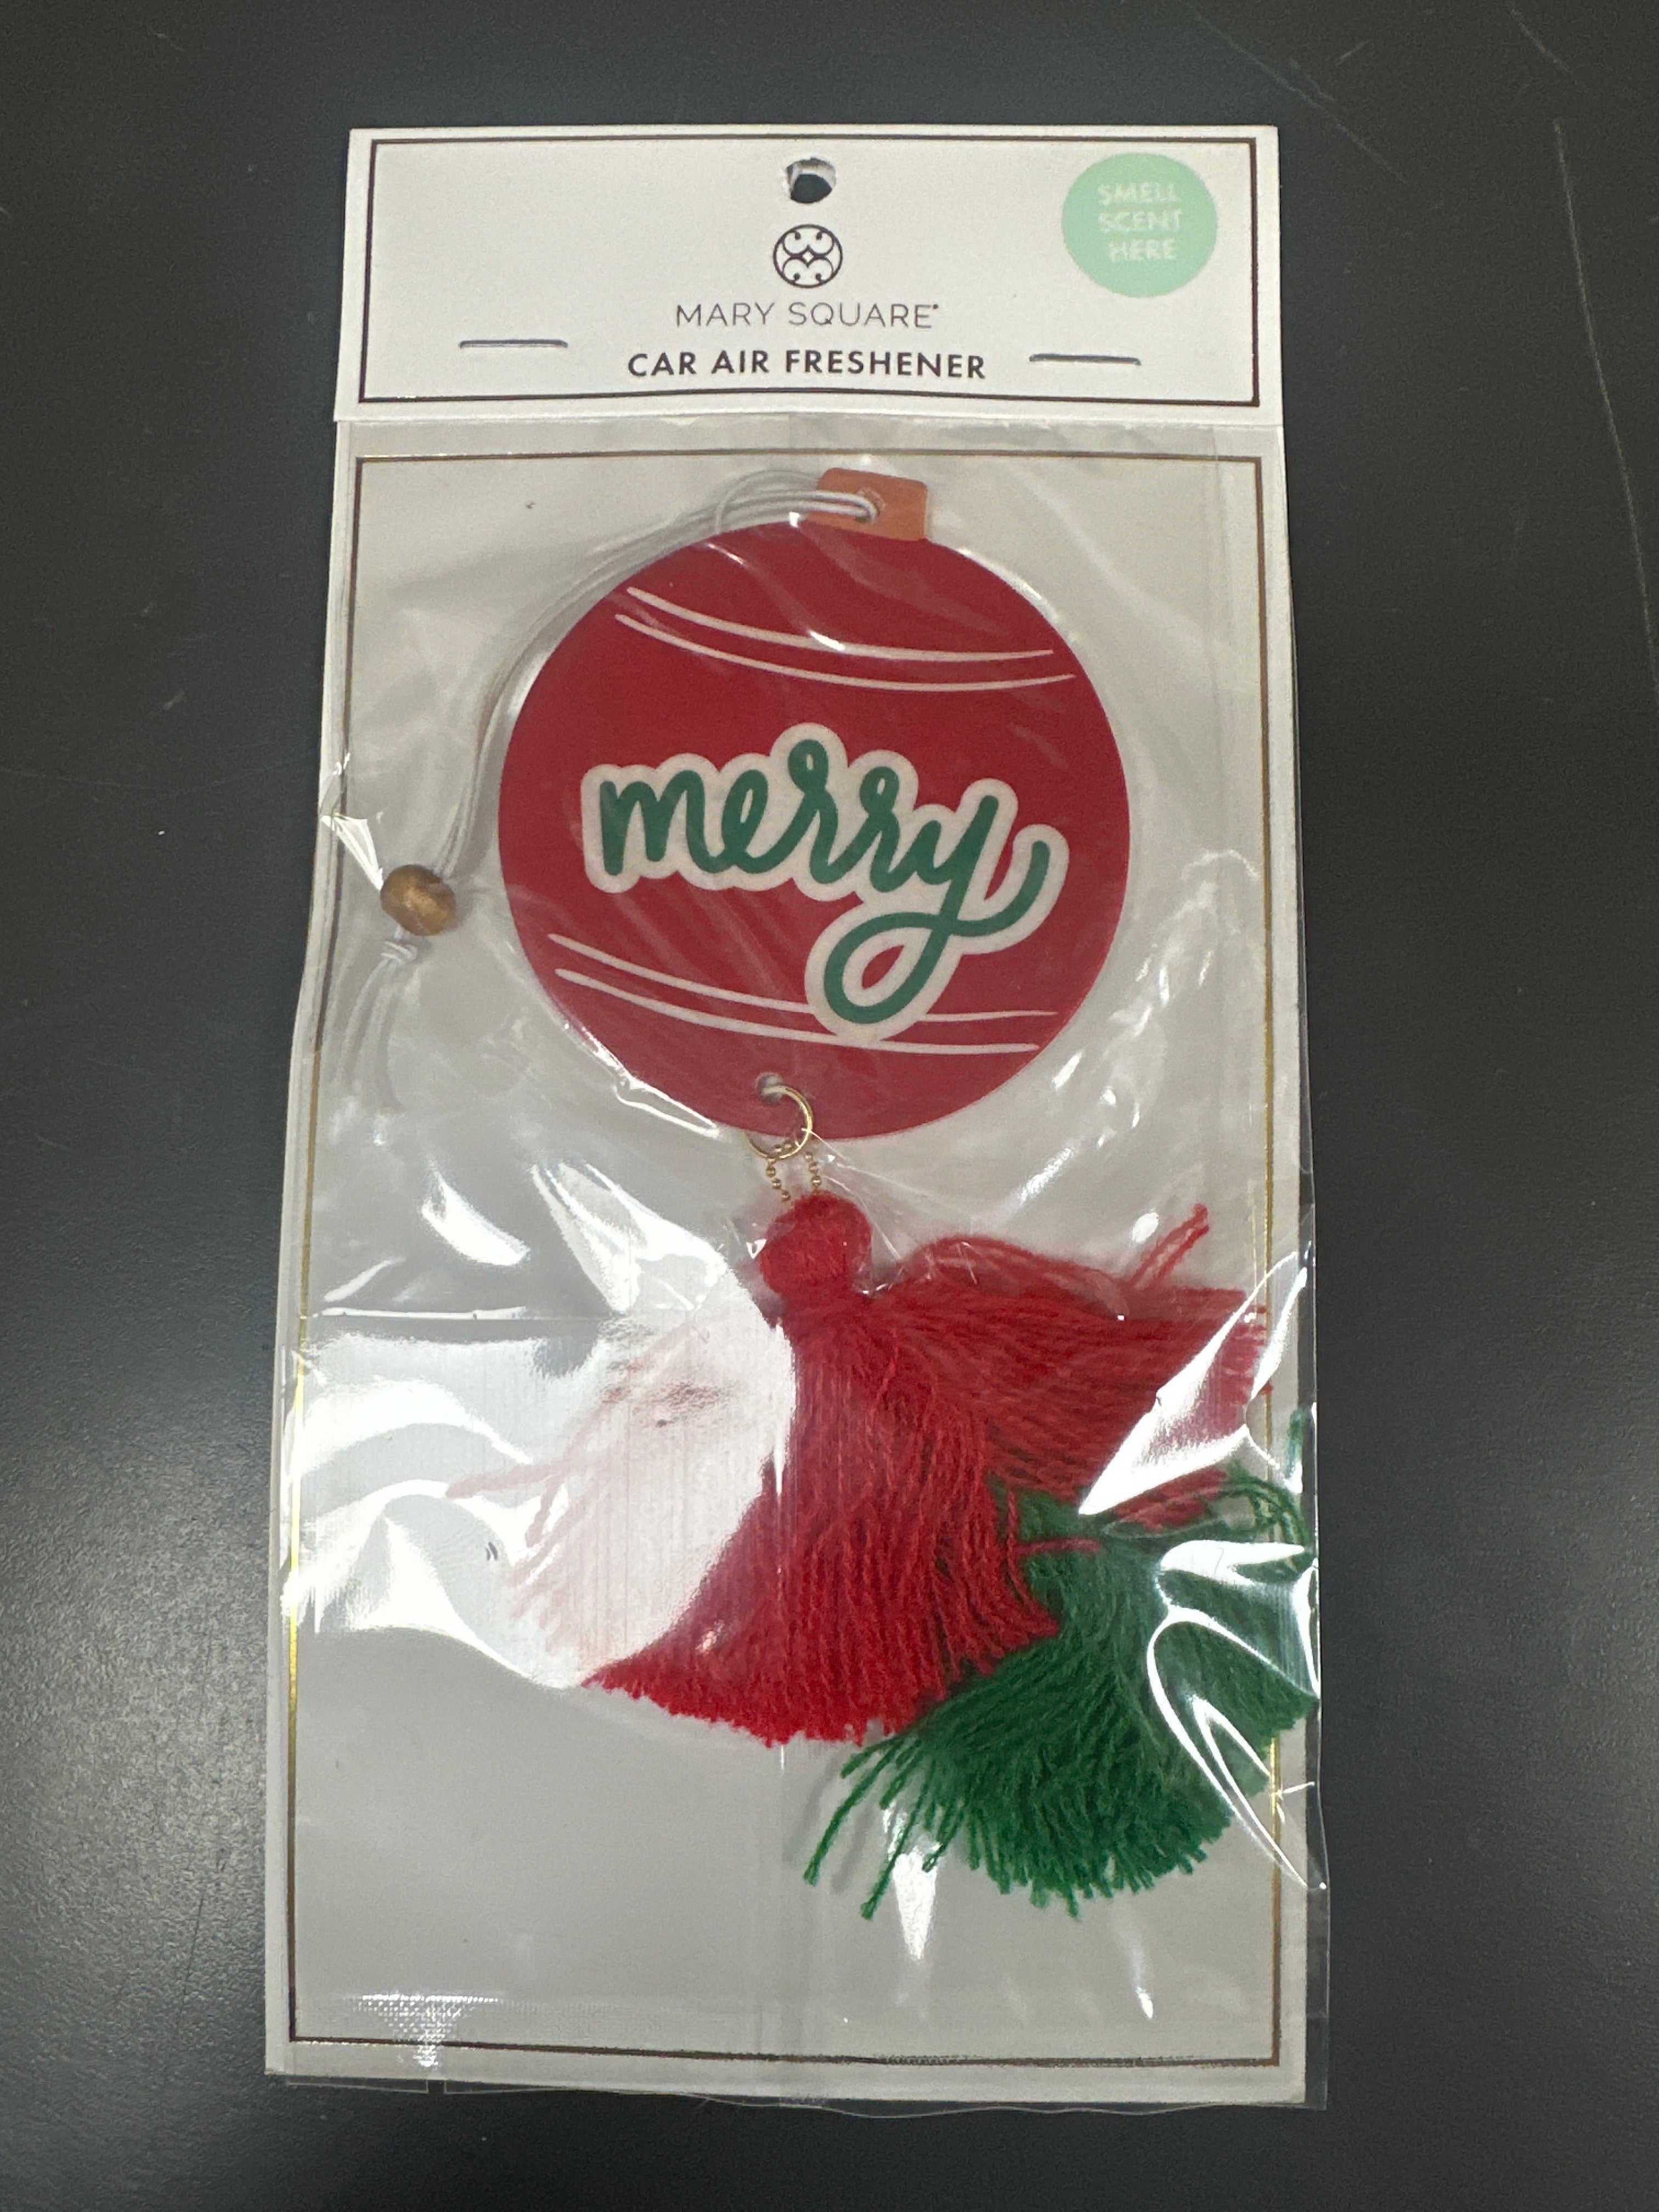 SMELL
SCENT
HERE
MARY SQUARE
CAR AIR FRESHENER
merry